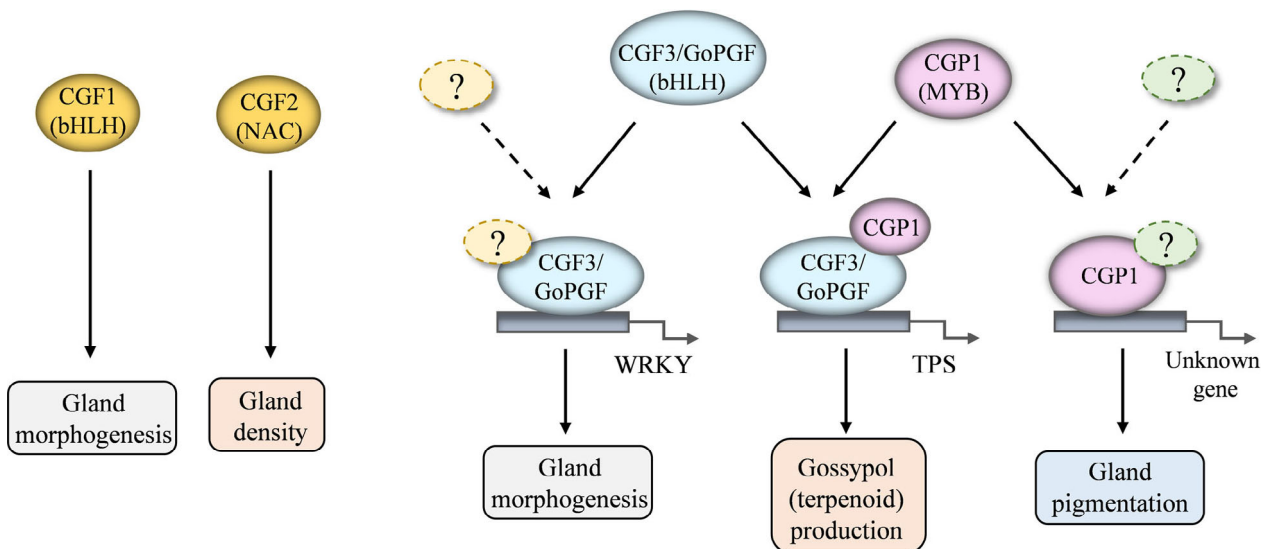 CGF1
(bHLH)
CGF2
(NAC)
?
CGF3/GoPGF
(bHLH)
CGP1
(MYB)
?
?
CGF3/
GoPGF
WRKY
CGP1
CGF3/
GoPGF
TPS
?
CGP1
Unknown
gene
Gland
morphogenesis
Gland
density
Gland
morphogenesis
Gossypol
(terpenoid)
production
Gland
pigmentation